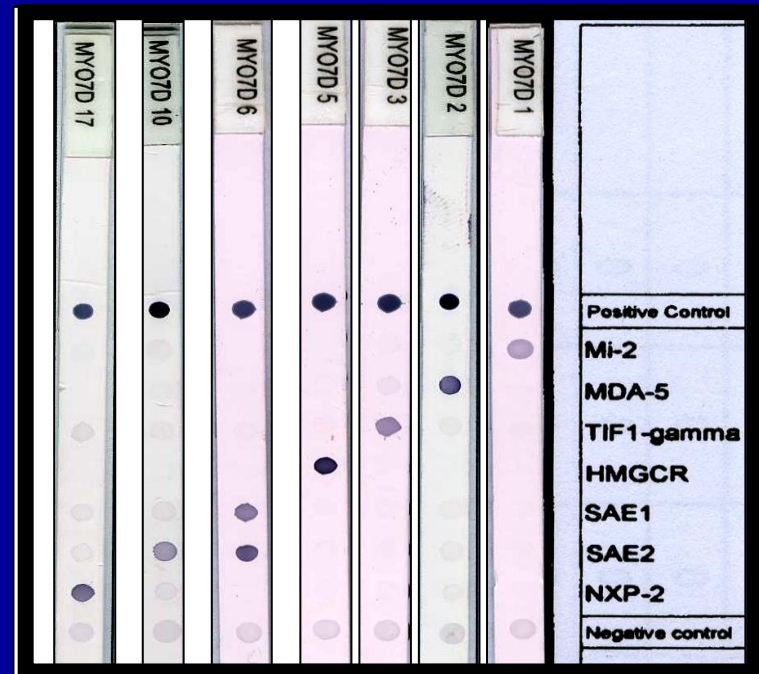 MYO7D 17
MYO7D 10
MYO7D 6
MYO7D 5
MYO7D 3
MYO7D 2
MYO7D 1
Positive Control
Mi-2
MDA-5
TIF1-gamma
HMGCR
SAE1
SAE2
NXP-2
Negative control